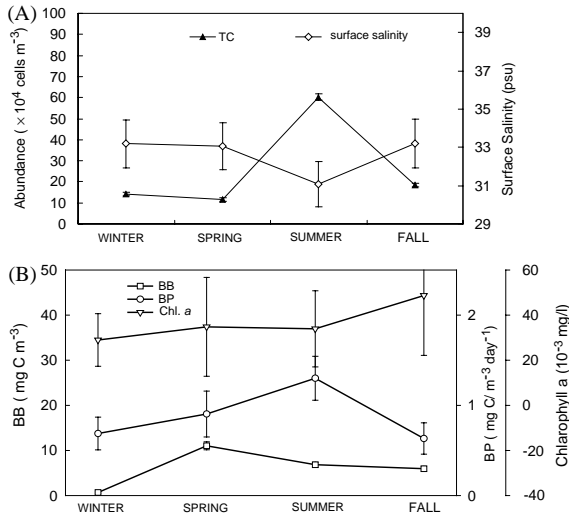 (A)
TC
surface salinity
Abundance ( ×10⁴ cells m⁻³)
100
90
80
70
60
50
40
30
20
10
0
39
37
35
33
31
29
Surface Salinity (psu)
WINTER SPRING SUMMER FALL
(B)
BB
BP
Chl. a
BB ( mg C m⁻³)
50
40
30
20
10
0
2
1
0
BP ( mg C/ m⁻³ day⁻¹)
60
40
20
0
-20
-40
Chlarophyll a (10⁻³ mg/l)
WINTER SPRING SUMMER FALL